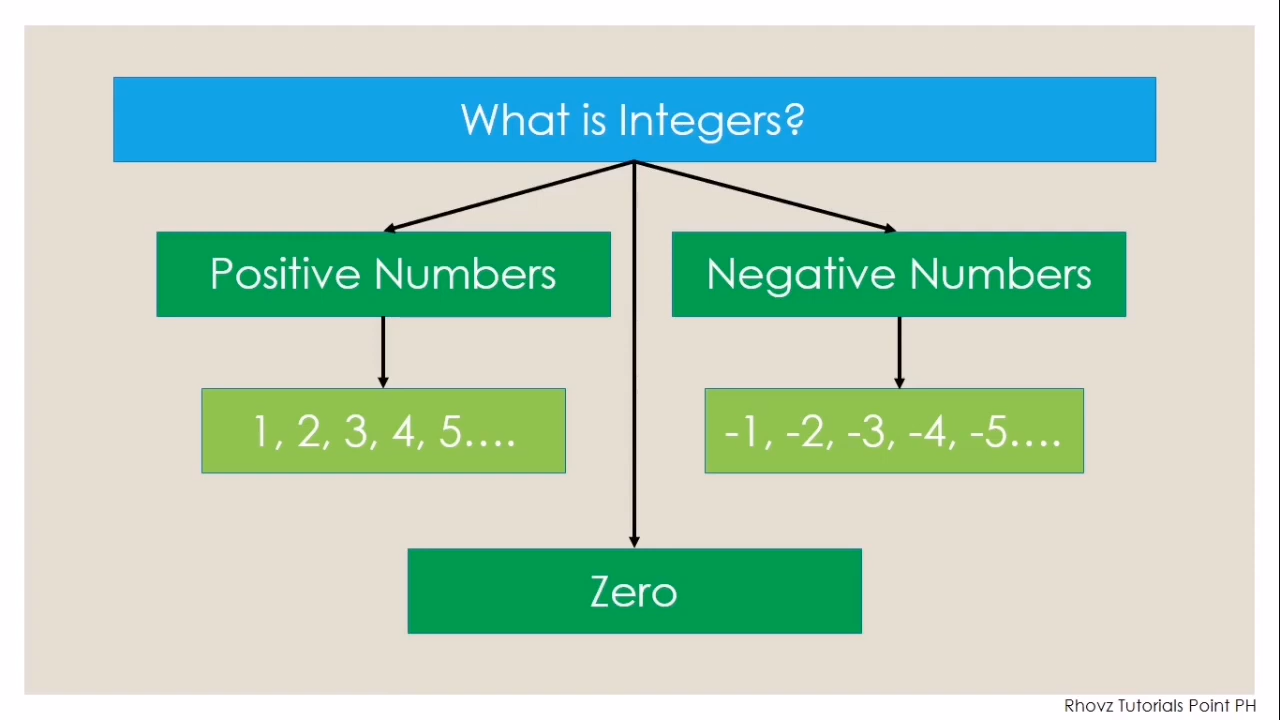 What is Integers?
Positive Numbers
Negative Numbers
1, 2, 3, 4, 5....
-1, -2, -3, -4, -5....
Zero
Rhovz Tutorials Point PH